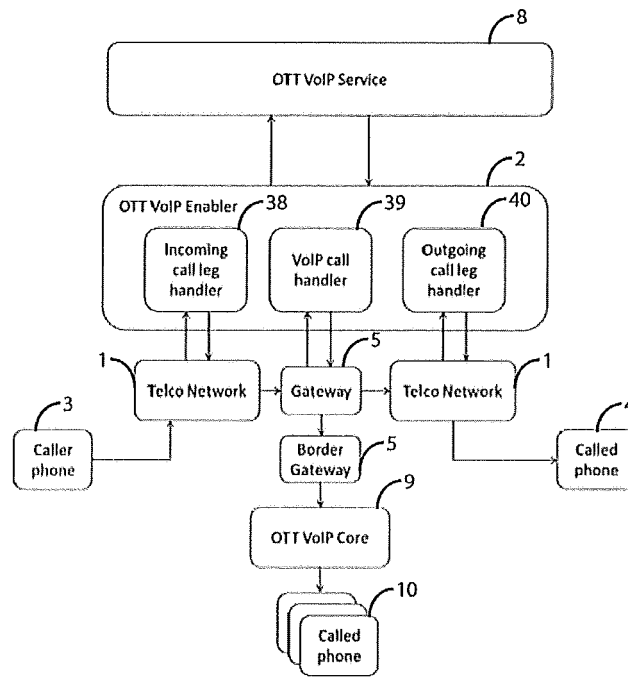 8
OTT VoIP Service
2
OTT VoIP Enabler
38
39
40
Incoming
call leg
handler
VoIP call
handler
Outgoing
call leg
handler
1
Telco Network
5
Gateway
Telco Network
1
3
Caller
phone
4
Called
phone
Border
Gateway
5
9
OTT VoIP Core
10
Called
phone